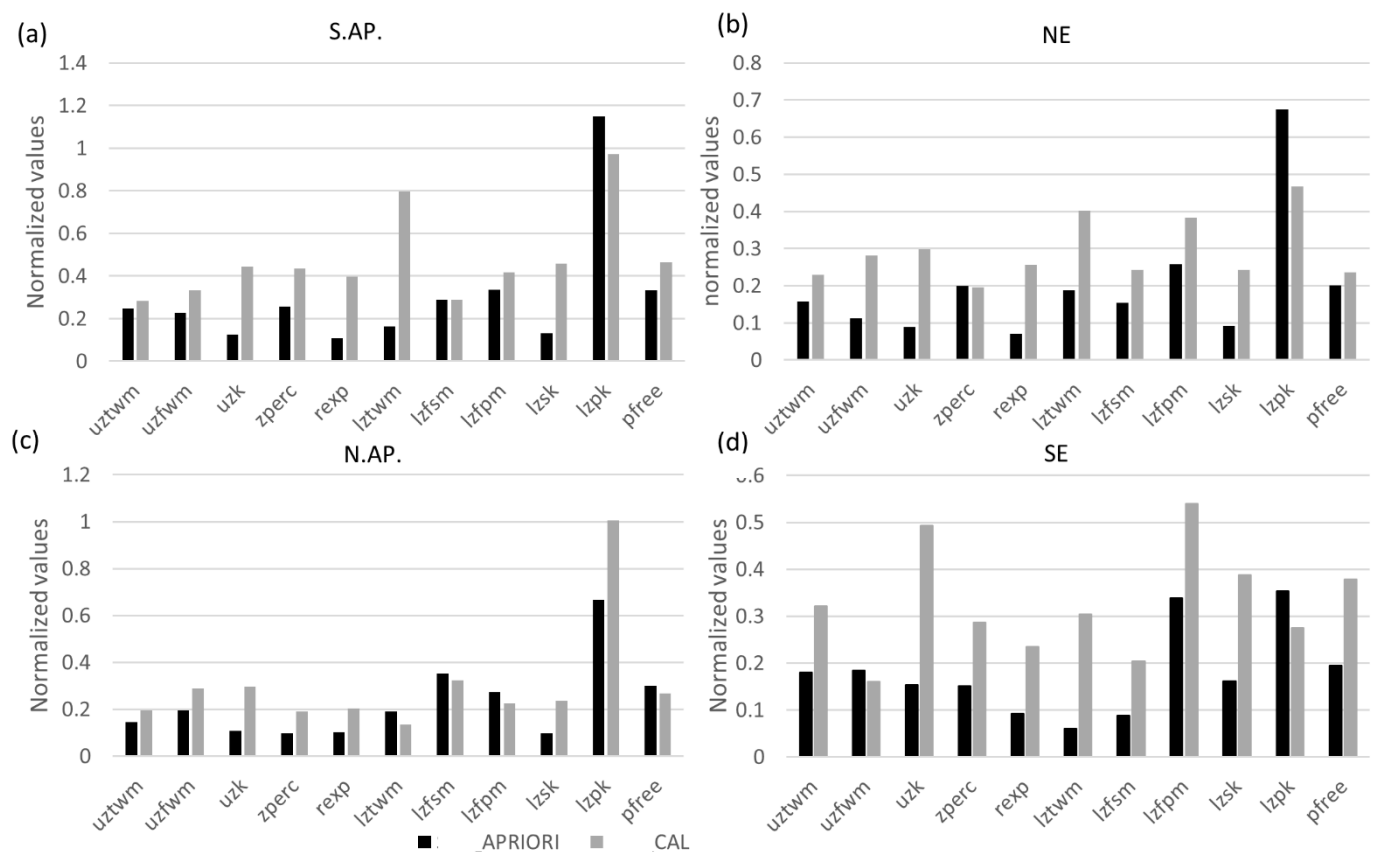 (a)
S.AP.
Normalized values
1.4
1.2
1
0.8
0.6
0.4
0.2
0
uztwm uzfwm uzk zperc rexp lztwm lzfsm lzfpm lzsk lzpk pfree
(b)
NE
normalized values
0.8
0.7
0.6
0.5
0.4
0.3
0.2
0.1
0
uztwm uzfwm uzk zperc rexp lztwm lzfsm lzfpm lzsk lzpk pfree
(c)
N.AP.
Normalized values
1.2
1
0.8
0.6
0.4
0.2
0
uztwm uzfwm uzk zperc rexp lztwm lzfsm lzfpm lzsk lzpk pfree
(d)
SE
Normalized values
0.6
0.5
0.4
0.3
0.2
0.1
0
uztwm uzfwm uzk zperc rexp lztwm lzfsm lzfpm lzsk lzpk pfree
_APRIORI CAL